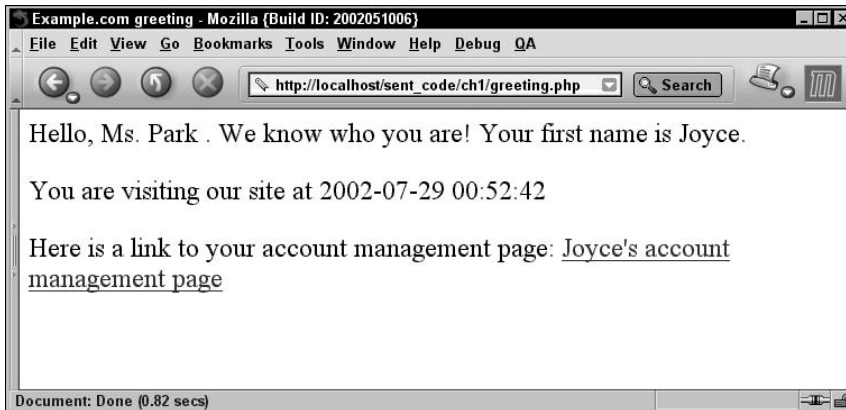 Example.com greeting - Mozilla {Build ID: 2002051006}
File Edit View Go Bookmarks Tools Window Help Debug QA
http://localhost/sent_code/ch1/greeting.php Search
Hello, Ms. Park . We know who you are! Your first name is Joyce.
You are visiting our site at 2002-07-29 00:52:42
Here is a link to your account management page: Joyce's account
management page
Document: Done (0.82 secs)